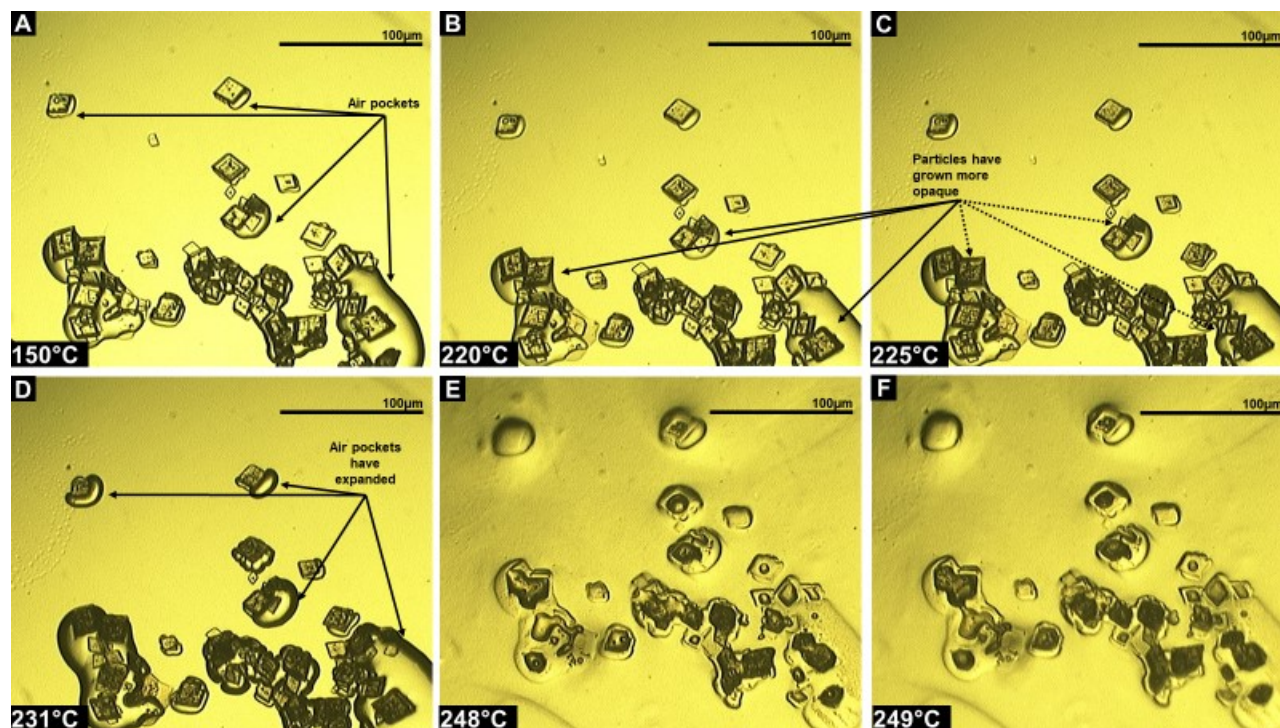 A
100µm
Air pockets
150°C
B
100µm
220°C
C
100µm
Particles have
grown more
opaque
225°C
D
100µm
Air pockets
have
expanded
231°C
E
100µm
248°C
F
100µm
249°C